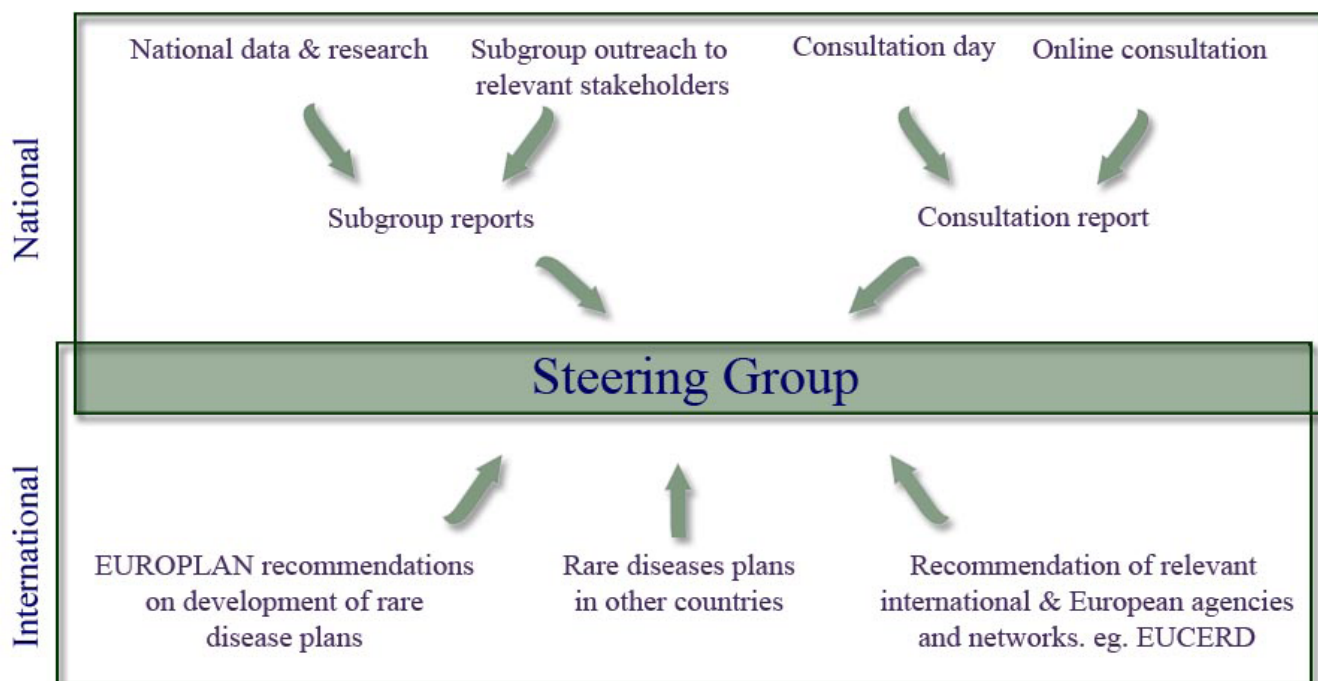 National
National data & research
Subgroup outreach to
relevant stakeholders
Consultation day
Online consultation
Subgroup reports
Consultation report
Steering Group
International
EUROPLAN recommendations
on development of rare
disease plans
Rare diseases plans
in other countries
Recommendation of relevant
international & European agencies
and networks. eg. EUCERD